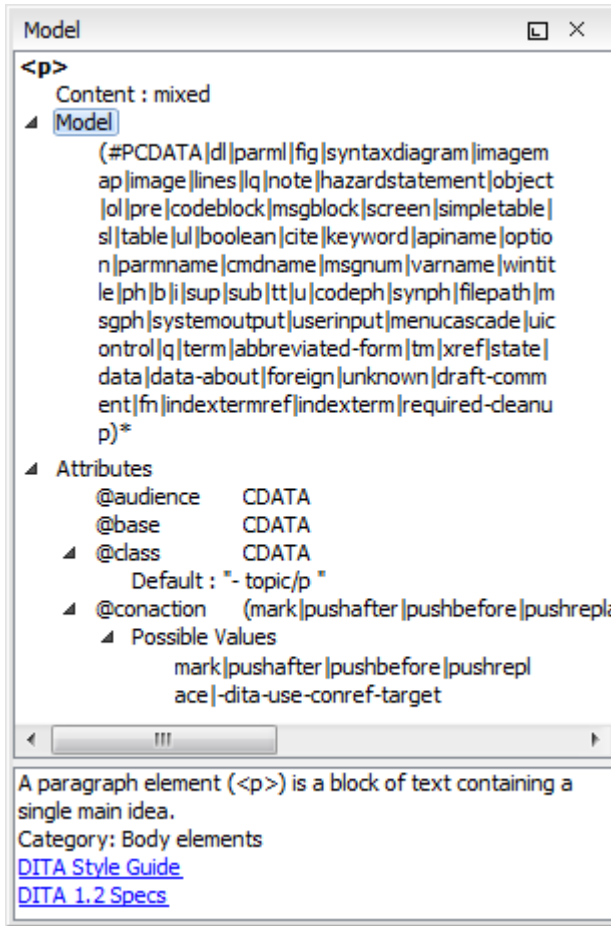 Model
<p>
Content : mixed
Model
(#PCDATA|dl|parml|fig|syntaxdiagram|imagem
ap|image|lines|lq|note|hazardstatement|object
|ol|pre|codeblock|msgblock|screen|simpletable|
sl|table|ul|boolean|cite|keyword|apiname|optio
n|parmname|cmdname|msgnum|varname|wintit
le|ph|b|i|sup|sub|tt|u|codeph|synph|filepath|m
sgph|systemoutput|userinput|menucascade|uic
ontrol|q|term|abbreviated-form|tm|xref|state|
data|data-about|foreign|unknown|draft-comm
ent|fn|indextermref|indexterm|required-cleanu
p)*
Attributes
@audience CDATA
@base CDATA
@class CDATA
Default : "- topic/p "
@conaction (mark|pushafter|pushbefore|pushrepla
Possible Values
mark|pushafter|pushbefore|pushrepl
ace|-dita-use-conref-target
A paragraph element (<p>) is a block of text containing a
single main idea.
Category: Body elements
DITA Style Guide
DITA 1.2 Specs